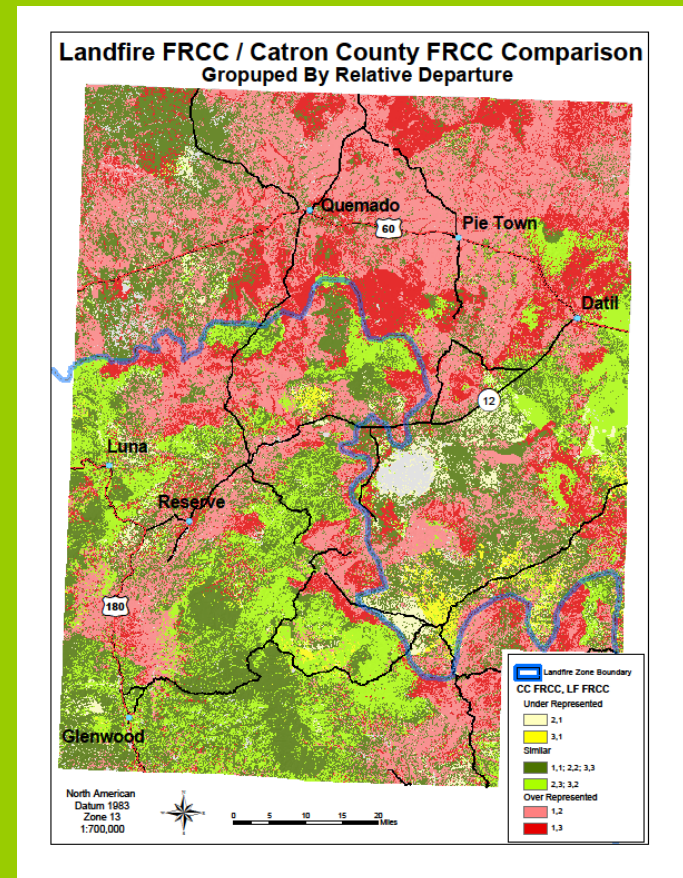 Landfire FRCC / Catron County FRCC Comparison
Gropuped By Relative Departure
Quemado
60
Pie Town
Datil
12
Luna
Reserve
180
Glenwood
Landfire Zone Boundary
CC FRCC, LF FRCC
Under Represented
2,1
3,1
Similar
1,1; 2,2; 3,3
2,3; 3,2
Over Represented
1,2
1,3
North American
Datum 1983
Zone 13
1:700,000
0 5 10 15 20
Miles